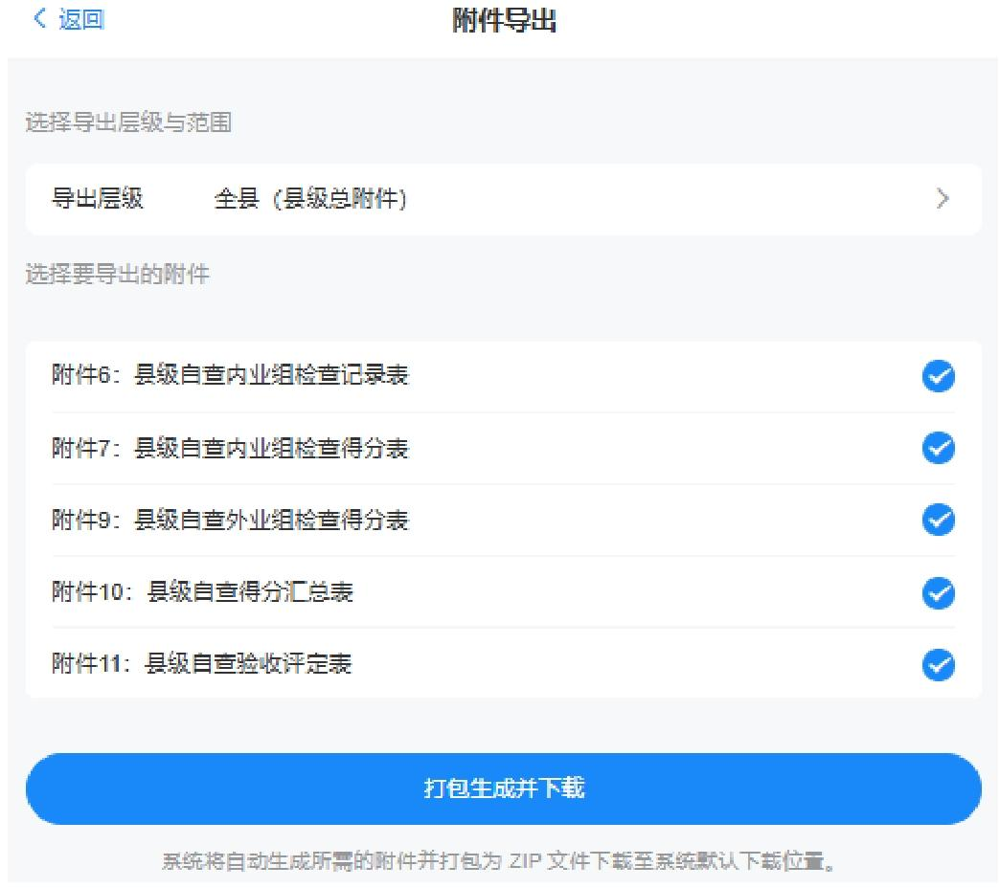 返回
附件导出
选择导出层级与范围
导出层级 全县（县级总附件）
选择要导出的附件
附件6：县级自查内业组检查记录表
附件7：县级自查内业组检查得分表
附件9：县级自查外业组检查得分表
附件10：县级自查得分汇总表
附件11：县级自查验收评定表
打包生成并下载
系统将自动生成所需的附件并打包为 ZIP 文件下载至系统默认下载位置。